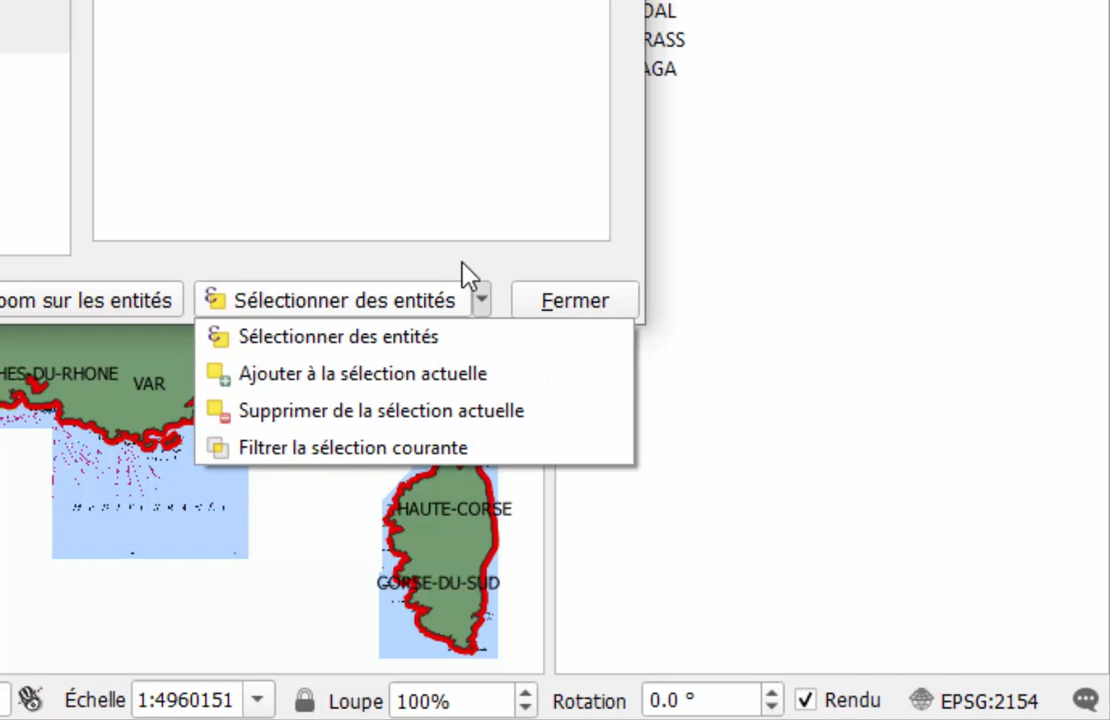 DAL
RASS
AGA
oom sur les entités
Sélectionner des entités
Fermer
Sélectionner des entités
Ajouter à la sélection actuelle
Supprimer de la sélection actuelle
Filtrer la sélection courante
HES-DU-RHONE
VAR
HAUTE-CORSE
CORSE-DU-SUD
Échelle 1:4960151 Loupe 100% Rotation 0.0 ° Rendu EPSG:2154